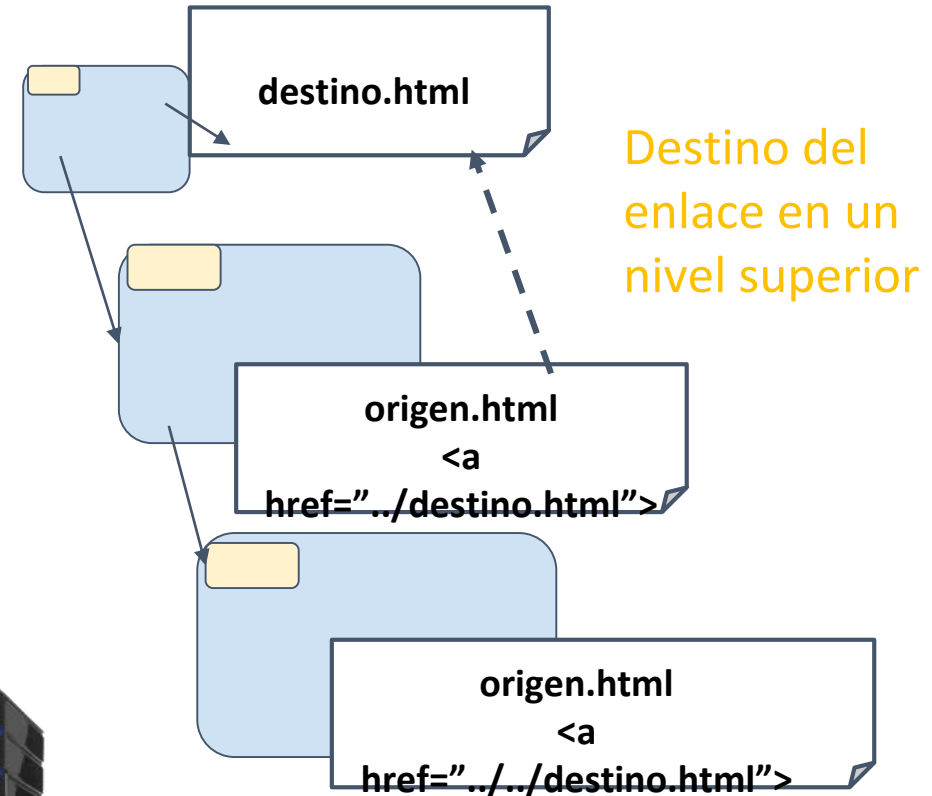 destino.html
Destino del
enlace en un
nivel superior
origen.html
<a
href=”../destino.html”>
origen.html
<a
href=”../../destino.html”>